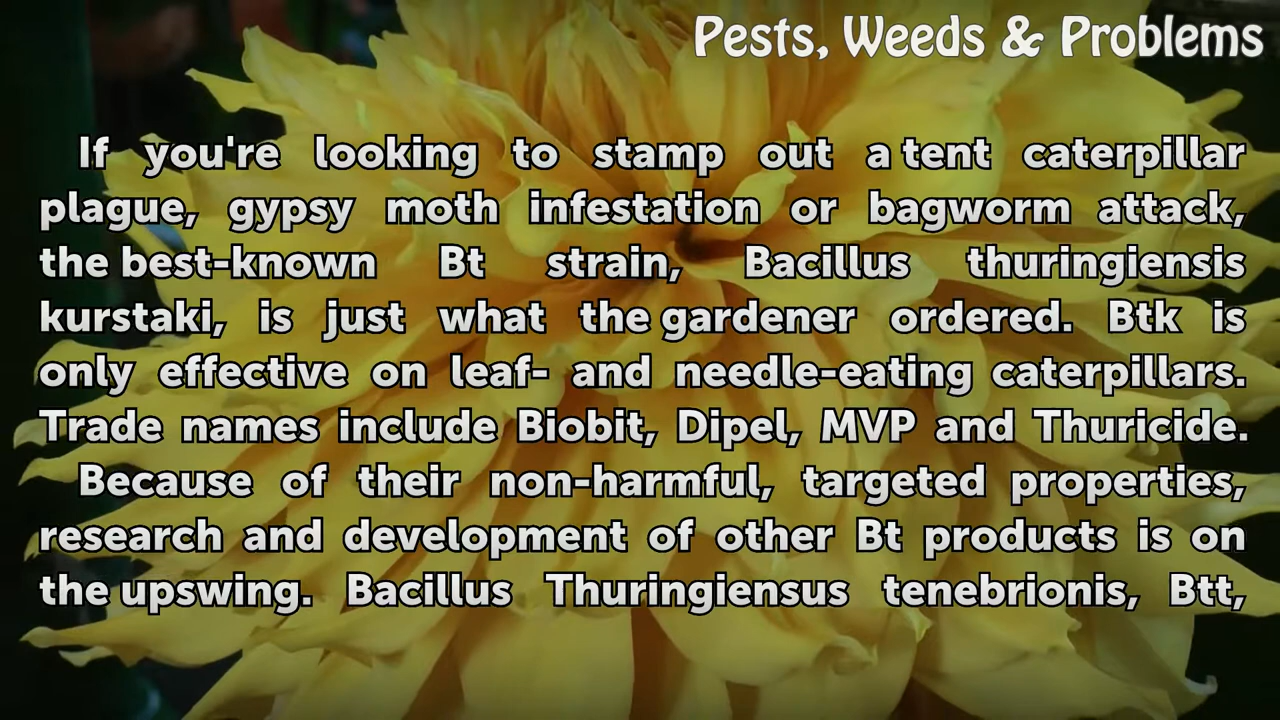 Pests, Weeds & Problems
If you're looking to stamp out a tent caterpillar
plague, gypsy moth infestation or bagworm attack,
the best-known Bt strain, Bacillus thuringiensis
kurstaki, is just what the gardener ordered. Btk is
only effective on leaf- and needle-eating caterpillars.
Trade names include Biobit, Dipel, MVP and Thuricide.
Because of their non-harmful, targeted properties,
research and development of other Bt products is on
the upswing. Bacillus Thuringiensus tenebrionis, Btt,